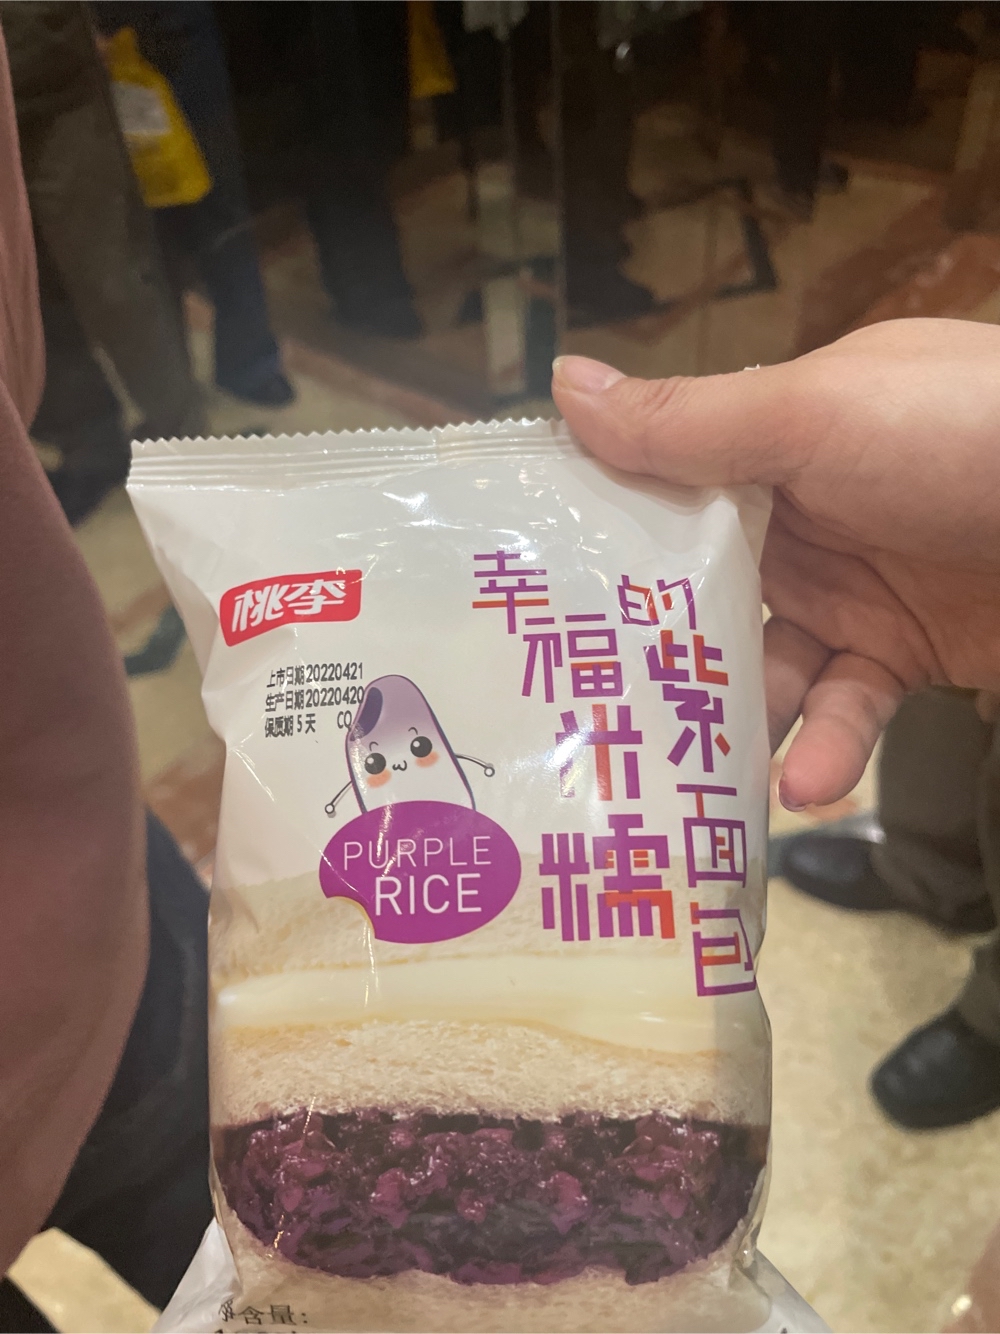 桃李
上市日期20220421
生产日期20220420
保质期5天 CQ
幸福
的紫
米糯
面包
PURPLE
RICE
净含量: